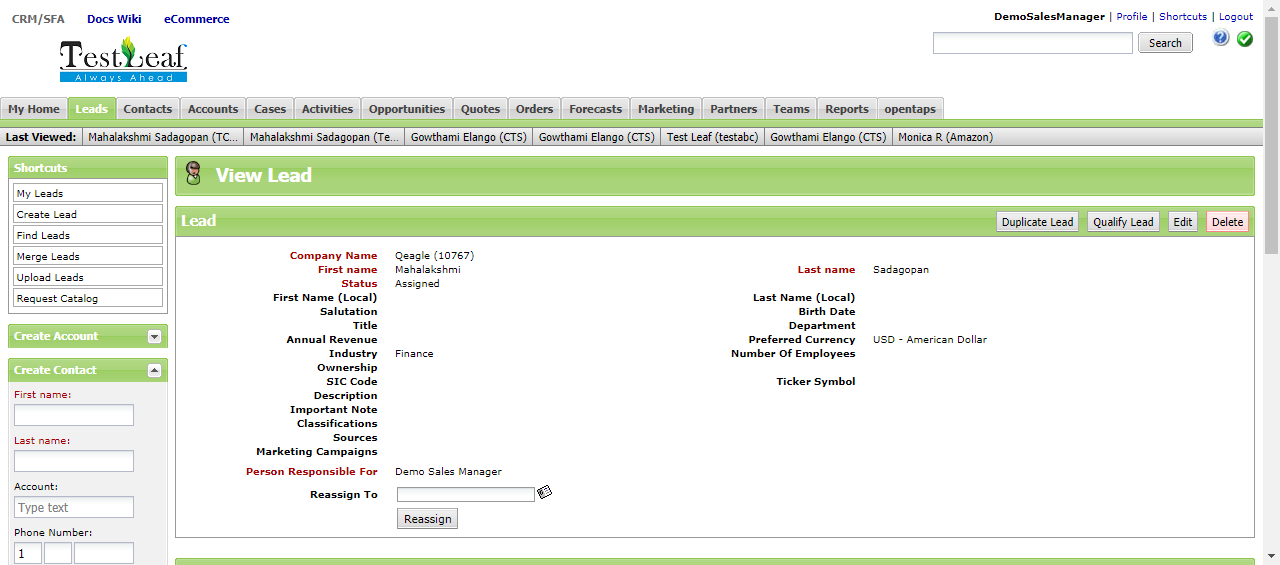 CRM/SFA Docs Wiki eCommerce
DemoSalesManager | Profile | Shortcuts | Logout
TestLeaf
Always Ahead
Search
My Home Leads Contacts Accounts Cases Activities Opportunities Quotes Orders Forecasts Marketing Partners Teams Reports opentaps
Last Viewed: Mahalakshmi Sadagopan (TC... Mahalakshmi Sadagopan (Te... Gowthami Elango (CTS) Gowthami Elango (CTS) Test Leaf (testabc) Gowthami Elango (CTS) Monica R (Amazon)
Shortcuts
My Leads
Create Lead
Find Leads
Merge Leads
Upload Leads
Request Catalog
Create Account
Create Contact
First name:
Last name:
Account:
Type text
Phone Number:
1
View Lead
Lead Duplicate Lead Qualify Lead Edit Delete
Company Name Qeagle (10767)
First name Mahalakshmi Last name Sadagopan
Status Assigned
First Name (Local) Last Name (Local)
Salutation Birth Date
Title Department
Annual Revenue Preferred Currency USD - American Dollar
Industry Finance Number Of Employees
Ownership
SIC Code Ticker Symbol
Description
Important Note
Classifications
Sources
Marketing Campaigns
Person Responsible For Demo Sales Manager
Reassign To
Reassign